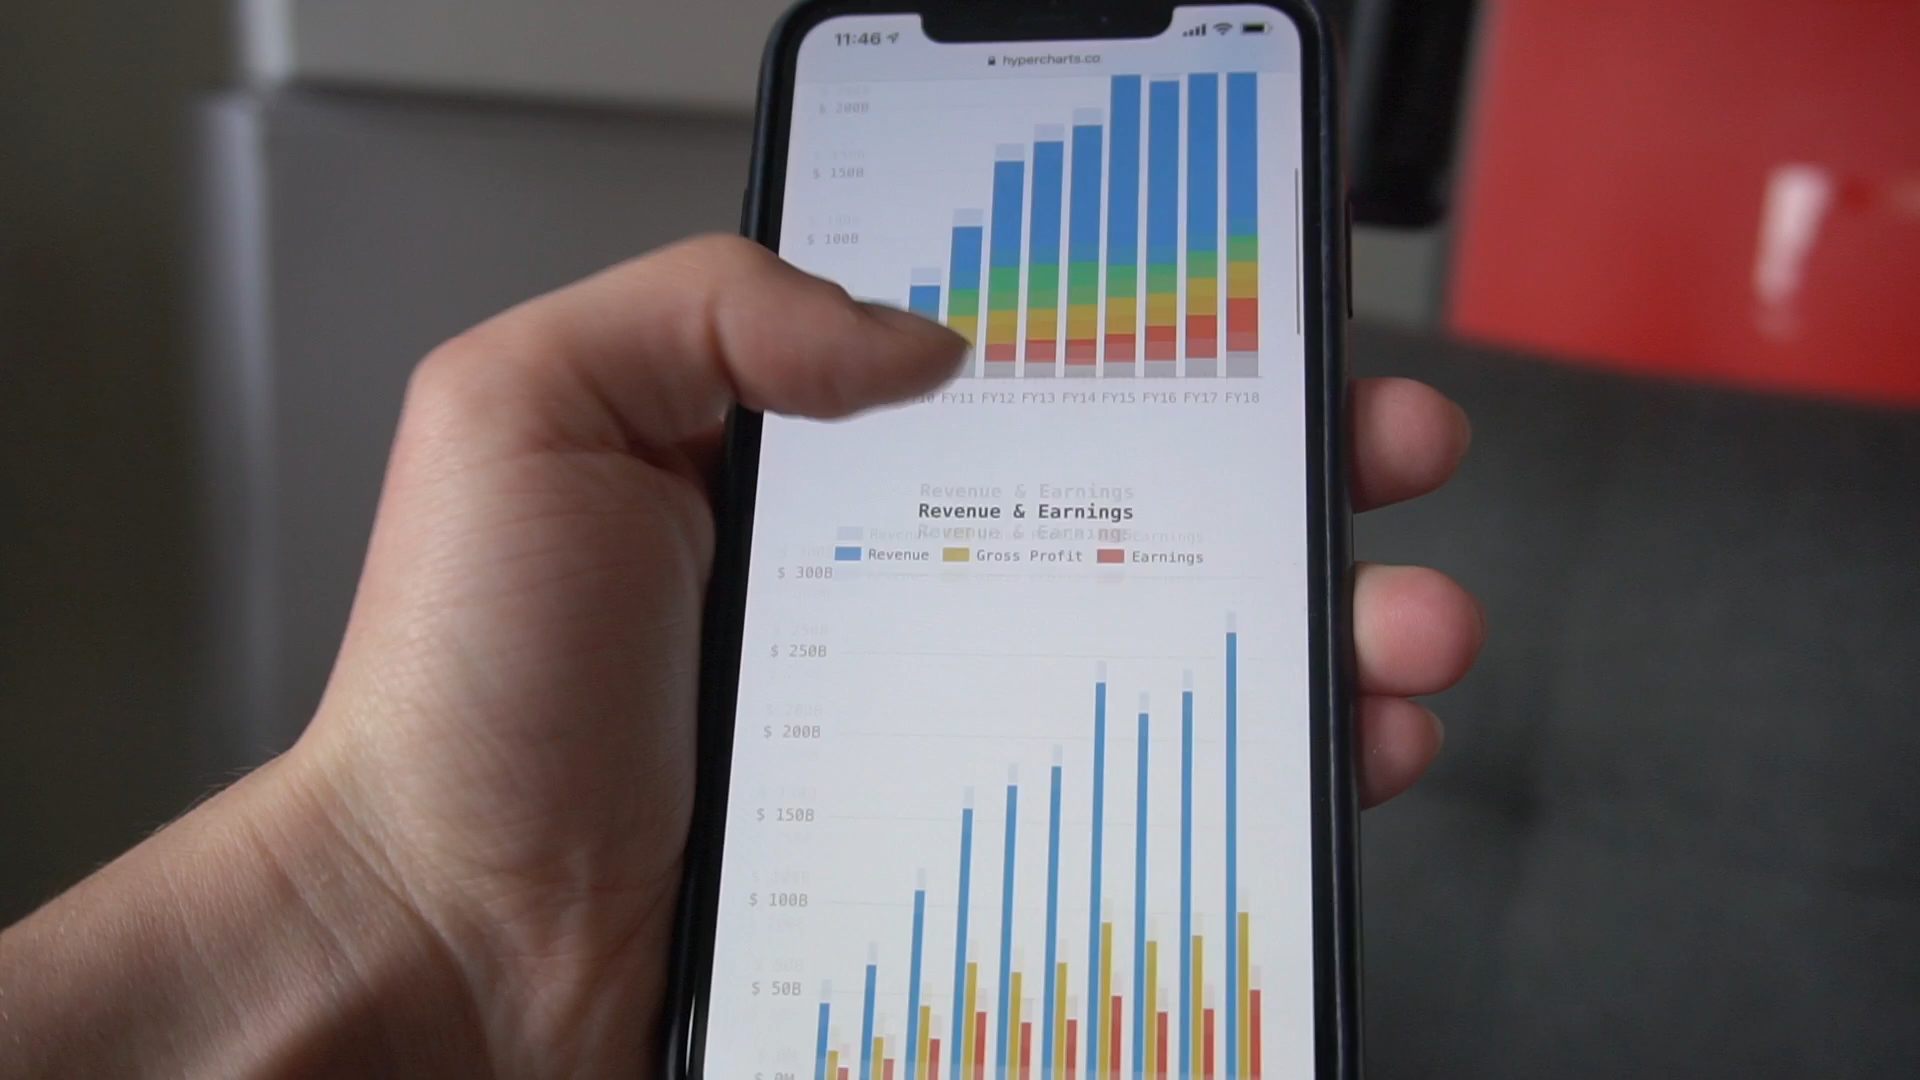 11:46
hypercharts.co
$ 200B
$ 150B
$ 100B
FY11 FY12 FY13 FY14 FY15 FY16 FY17 FY18
Revenue & Earnings
Revenue Gross Profit Earnings
$ 300B
$ 250B
$ 200B
$ 150B
$ 100B
$ 50B